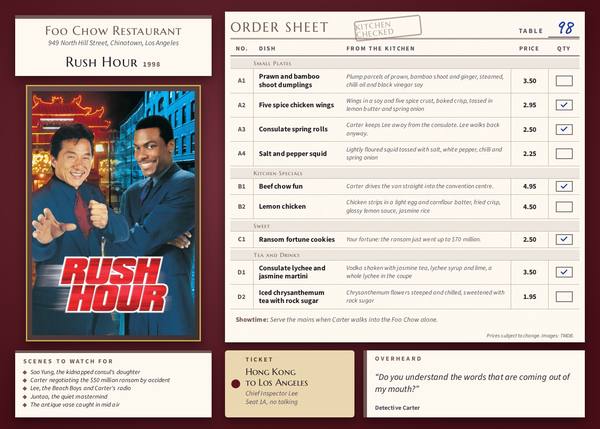 Foo Chow Restaurant
949 North Hill Street, Chinatown, Los Angeles
Rush Hour 1998
RUSH
HOUR
SCENES TO WATCH FOR
Soo Yung, the kidnapped consul's daughter
Carter negotiating the $50 million ransom by accident
Lee, the Beach Boys and Carter's radio
Juntao, the quiet mastermind
The antique vase caught in mid air
ORDER SHEET
KITCHEN
CHECKED
TABLE 98
NO. DISH FROM THE KITCHEN PRICE QTY
Small Plates
A1 Prawn and bamboo shoot dumplings Plump parcels of prawn, bamboo shoot and ginger, steamed, chilli oil and black vinegar soy 3.50
A2 Five spice chicken wings Wings in a soy and five spice crust, baked crisp, tossed in lemon butter and spring onion 2.95 ✓
A3 Consulate spring rolls Carter keeps Lee away from the consulate. Lee walks back anyway. 2.50 ✓
A4 Salt and pepper squid Lightly floured squid tossed with salt, white pepper, chilli and spring onion 2.25
Kitchen Specials
B1 Beef chow fun Carter drives the van straight into the convention centre. 4.95 ✓
B2 Lemon chicken Chicken strips in a light egg and cornflour batter, fried crisp, glossy lemon sauce, jasmine rice 4.50
Sweet
C1 Ransom fortune cookies Your fortune: the ransom just went up to $70 million. 2.50 ✓
Tea and Drinks
D1 Consulate lychee and jasmine martini Vodka shaken with jasmine tea, lychee syrup and lime, a whole lychee in the coupe 3.50 ✓
D2 Iced chrysanthemum tea with rock sugar Chrysanthemum flowers steeped and chilled, sweetened with rock sugar 1.95
Showtime: Serve the mains when Carter walks into the Foo Chow alone.
Prices subject to change. Images: TMDB.
TICKET
Hong Kong
to Los Angeles
Chief Inspector Lee
Seat 1A, no talking
OVERHEARD
"Do you understand the words that are coming out of
my mouth?"
Detective Carter